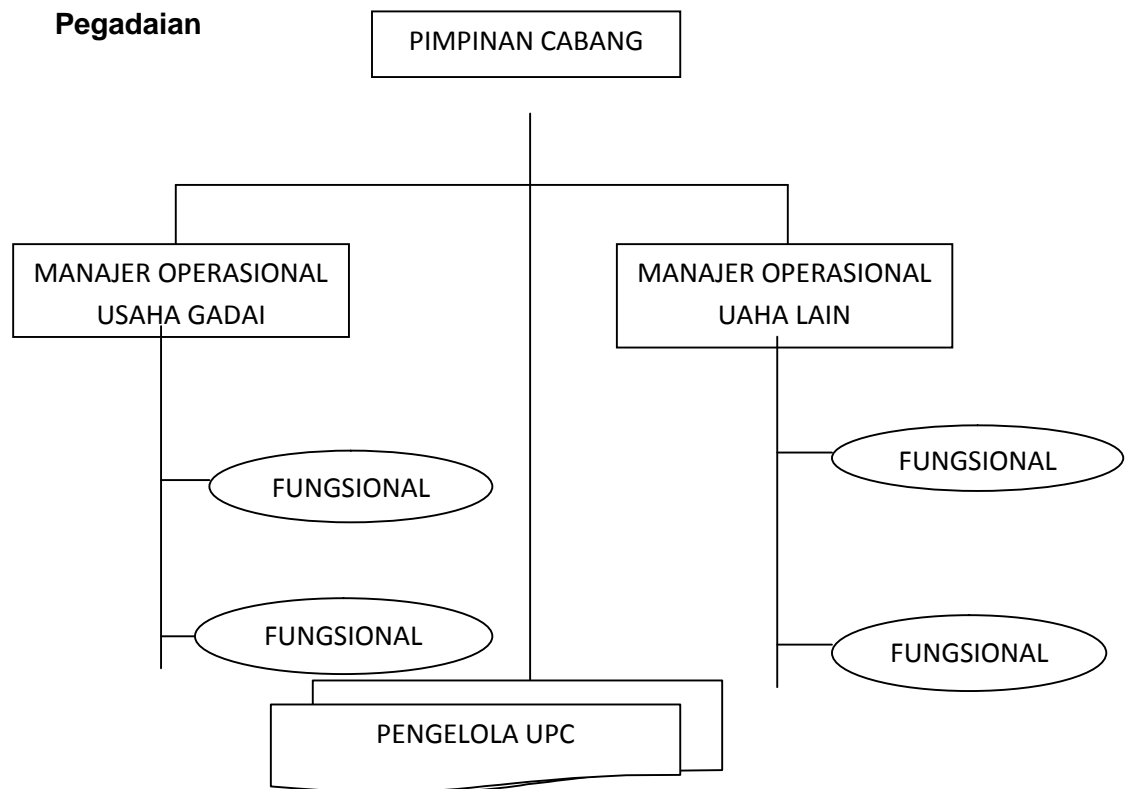 Pegadaian
PIMPINAN CABANG
MANAJER OPERASIONAL
USAHA GADAI
MANAJER OPERASIONAL
UAHA LAIN
FUNGSIONAL
FUNGSIONAL
FUNGSIONAL
FUNGSIONAL
PENGELOLA UPC